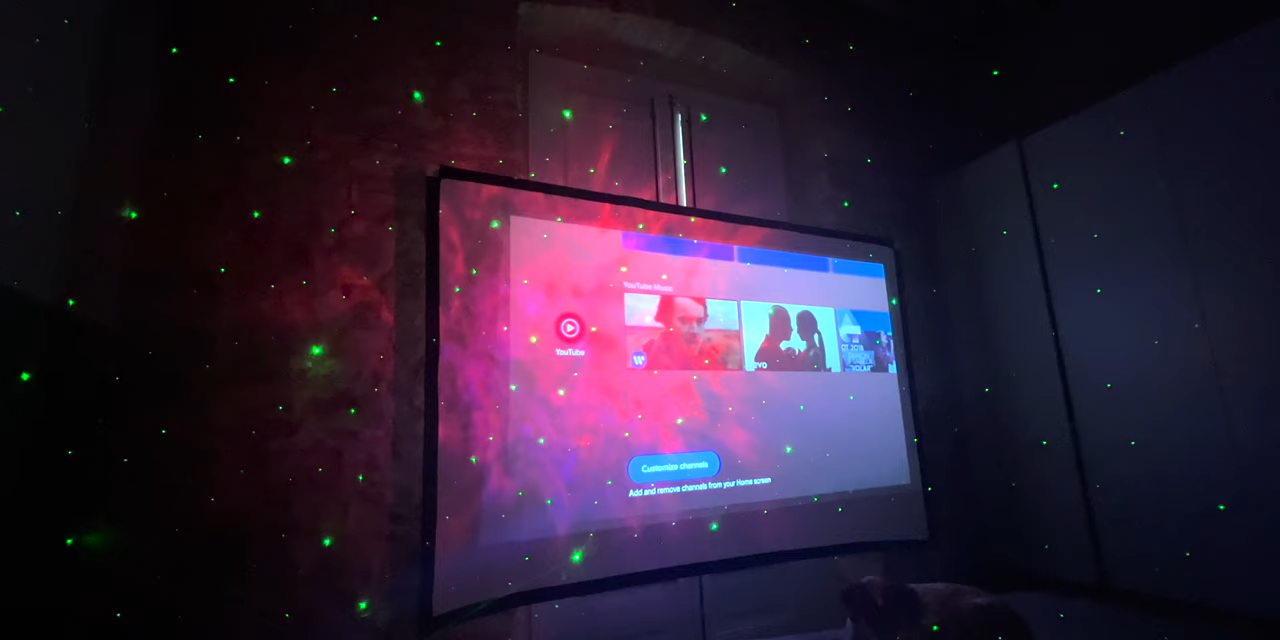 YouTube Music
YouTube
Customize channels
Add and remove channels from your Home screen